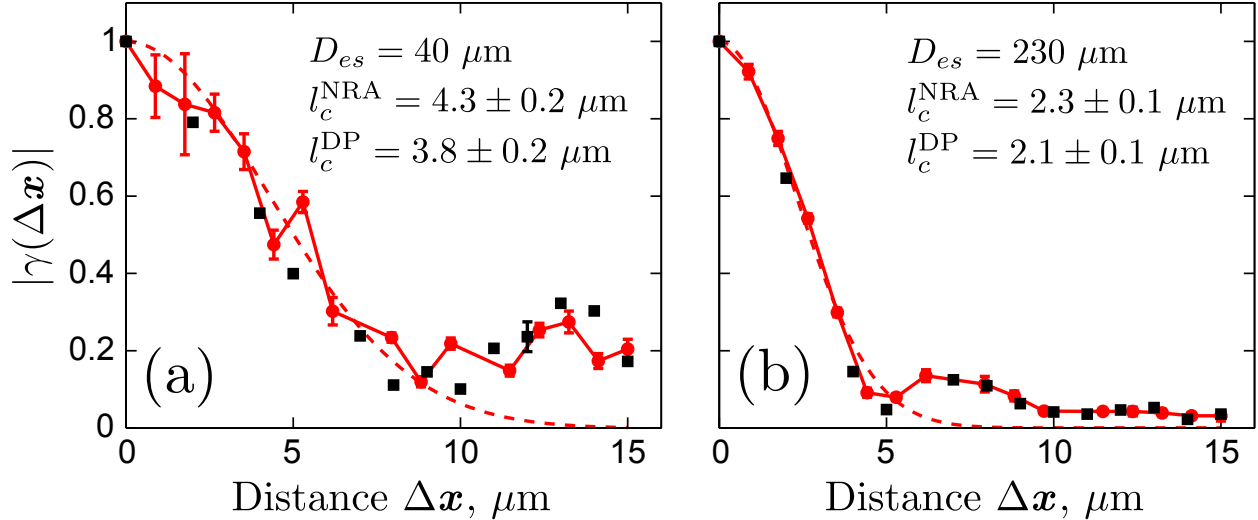 D_es = 40 μm
l_c^NRA = 4.3 ± 0.2 μm
l_c^DP = 3.8 ± 0.2 μm
|γ(Δx)|
1
0.8
0.6
0.4
0.2
0
(a)
0 5 10 15
Distance Δx, μm
D_es = 230 μm
l_c^NRA = 2.3 ± 0.1 μm
l_c^DP = 2.1 ± 0.1 μm
(b)
0 5 10 15
Distance Δx, μm